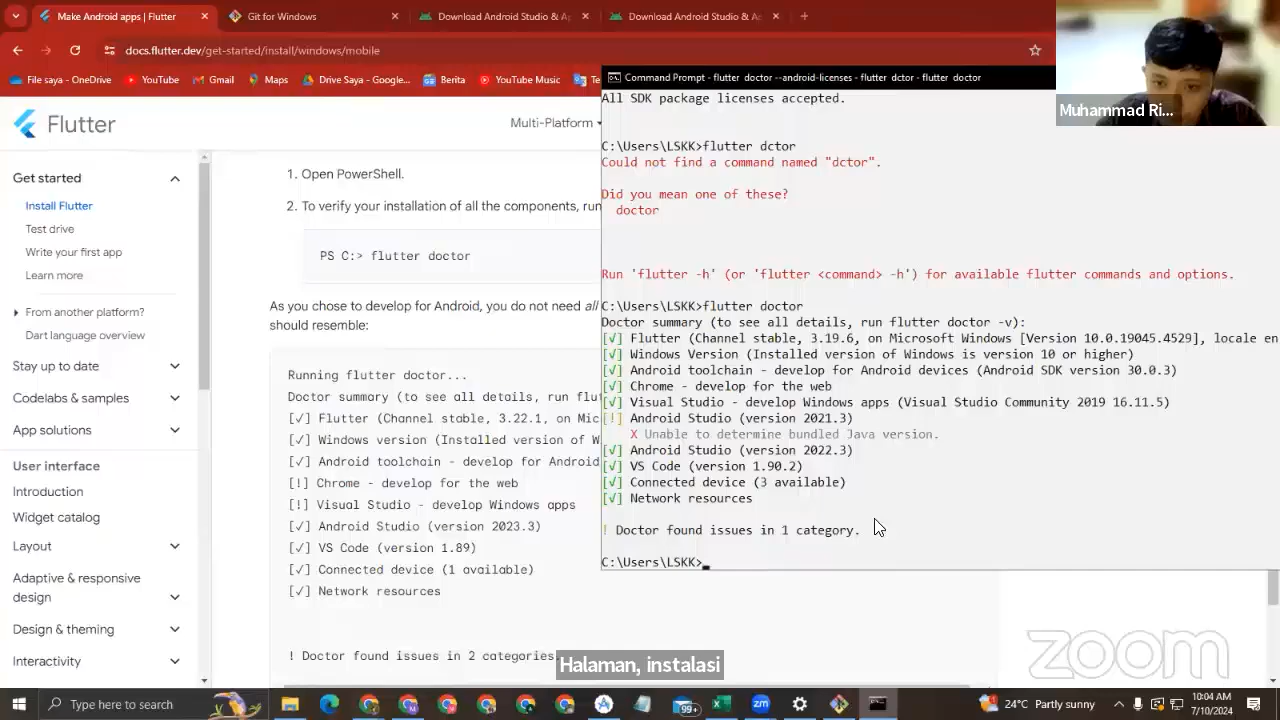 Make Android apps | Flutter
Git for Windows
Download Android Studio & Ap
Download Android Studio & Ap
docs.flutter.dev/get-started/install/windows/mobile
File saya - OneDrive
YouTube
Gmail
Maps
Drive Saya - Google...
Berita
YouTube Music
Flutter
Multi-Platform
Get started
Install Flutter
Test drive
Write your first app
Learn more
From another platform?
Dart language overview
Stay up to date
Codelabs & samples
App solutions
User interface
Introduction
Widget catalog
Layout
Adaptive & responsive
design
Design & theming
Interactivity
1. Open PowerShell.
2. To verify your installation of all the components, run
PS C:> flutter doctor
As you chose to develop for Android, you do not need all
should resemble:
Running flutter doctor...
Doctor summary (to see all details, run flut
[√] Flutter (Channel stable, 3.22.1, on Mic
[√] Windows version (Installed version of W
[√] Android toolchain - develop for Android
[!] Chrome - develop for the web
[!] Visual Studio - develop Windows apps
[√] Android Studio (version 2023.3)
[√] VS Code (version 1.89)
[√] Connected device (1 available)
[√] Network resources
! Doctor found issues in 2 categories.
Command Prompt - flutter doctor --android-licenses - flutter dctor - flutter doctor
All SDK package licenses accepted.
C:\Users\LSKK>flutter dctor
Could not find a command named "dctor".
Did you mean one of these?
doctor
Run 'flutter -h' (or 'flutter <command> -h') for available flutter commands and options.
C:\Users\LSKK>flutter doctor
Doctor summary (to see all details, run flutter doctor -v):
[√] Flutter (Channel stable, 3.19.6, on Microsoft Windows [Version 10.0.19045.4529], locale en
[√] Windows Version (Installed version of Windows is version 10 or higher)
[√] Android toolchain - develop for Android devices (Android SDK version 30.0.3)
[√] Chrome - develop for the web
[√] Visual Studio - develop Windows apps (Visual Studio Community 2019 16.11.5)
[!] Android Studio (version 2021.3)
X Unable to determine bundled Java version.
[√] Android Studio (version 2022.3)
[√] VS Code (version 1.90.2)
[√] Connected device (3 available)
[√] Network resources
! Doctor found issues in 1 category.
C:\Users\LSKK>
Muhammad Ri...
Halaman, instalasi
zoom
Type here to search
99+
zm
24°C Partly sunny
10:04 AM
7/10/2024